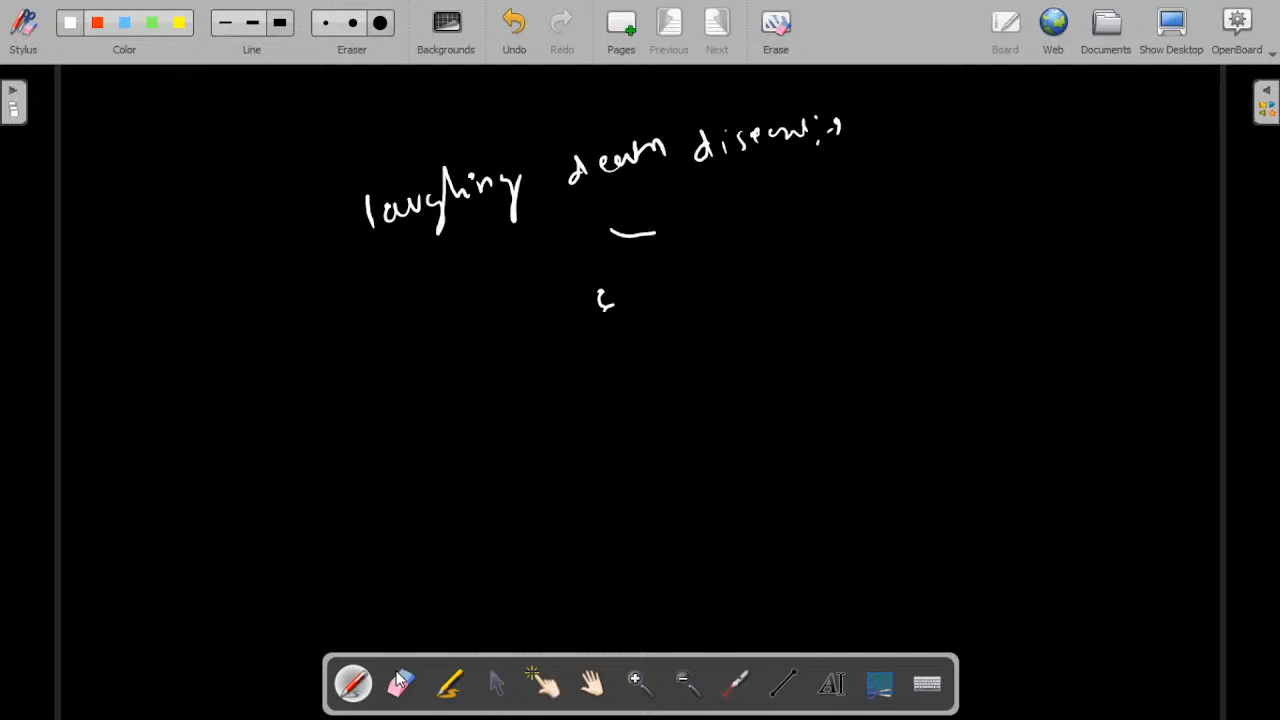 Stylus
Color
Line
Eraser
Backgrounds
Undo
Redo
Pages
Previous
Next
Erase
Board
Web
Documents
Show Desktop
OpenBoard
laughing death disease:→
AI